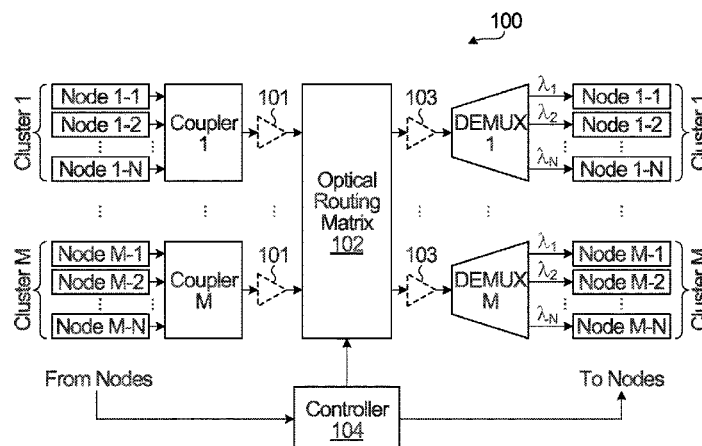 100
Cluster 1
Node 1-1
Node 1-2
Node 1-N
Coupler 1
101
Optical Routing Matrix 102
103
DEMUX 1
λ1
λ2
λN
Node 1-1
Node 1-2
Node 1-N
Cluster 1
Cluster M
Node M-1
Node M-2
Node M-N
Coupler M
101
103
DEMUX M
λ1
λ2
λN
Node M-1
Node M-2
Node M-N
Cluster M
From Nodes
Controller 104
To Nodes